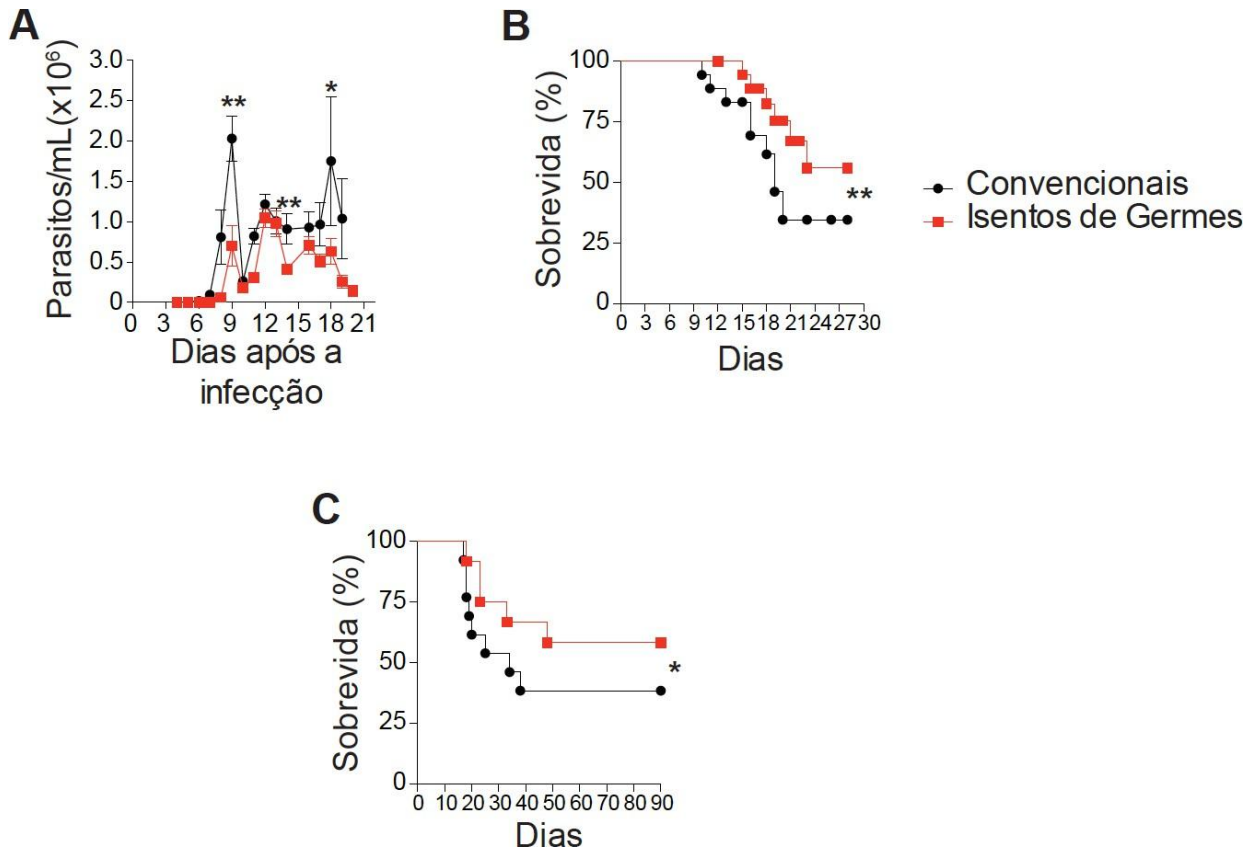 A
Parasitos/mL(x10⁶)
3.0
2.5
2.0
1.5
1.0
0.5
0
**
**
*
0 3 6 9 12 15 18 21
Dias após a
infecção
B
Sobrevida (%)
100
75
50
25
0
**
0 3 6 9 12 15 18 21 24 27 30
Dias
Convencionais
Isentos de Germes
C
Sobrevida (%)
100
75
50
25
0
*
0 10 20 30 40 50 60 70 80 90
Dias